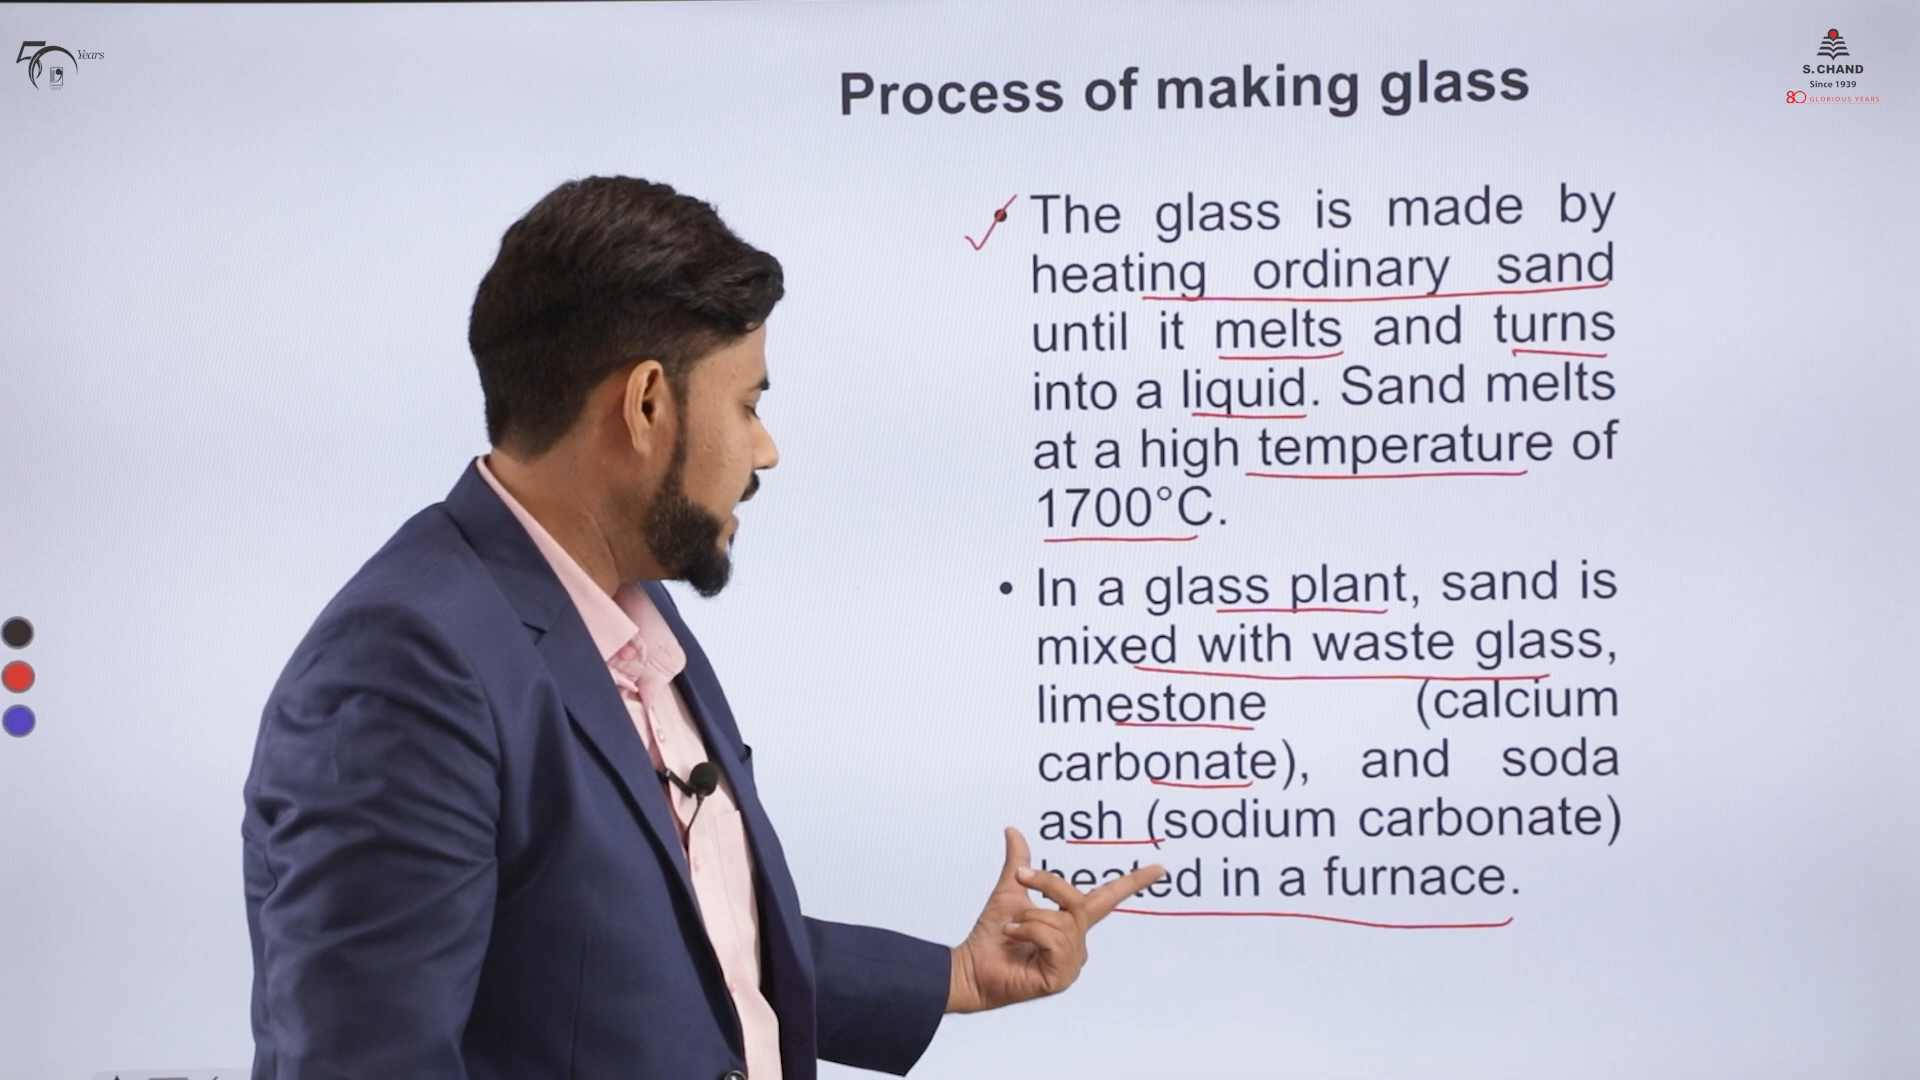 50 Years
S. CHAND
Since 1939
80 GLORIOUS YEARS
Process of making glass
• The glass is made by
heating ordinary sand
until it melts and turns
into a liquid. Sand melts
at a high temperature of
1700°C.
• In a glass plant, sand is
mixed with waste glass,
limestone (calcium
carbonate), and soda
ash (sodium carbonate)
heated in a furnace.